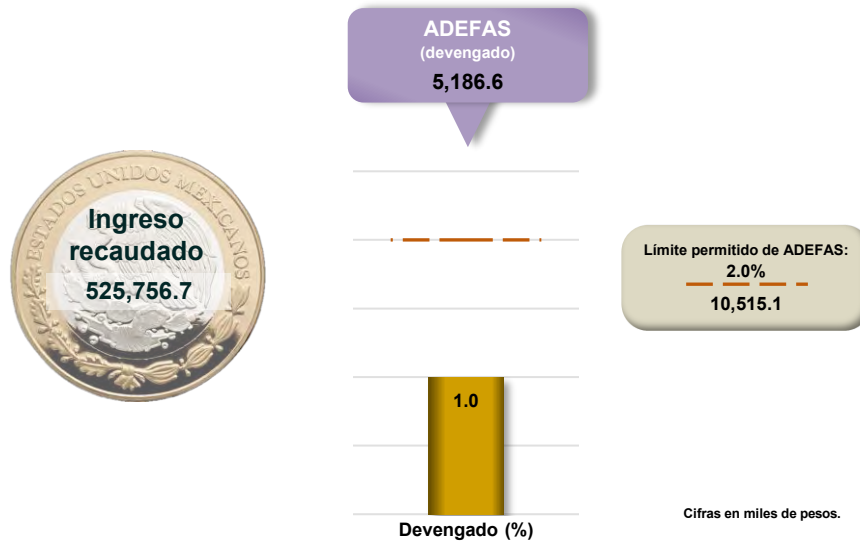 ADEFAS
(devengado)
5,186.6
ESTADOS UNIDOS MEXICANOS
Ingreso
recaudado
525,756.7
Límite permitido de ADEFAS:
2.0%
10,515.1
1.0
Devengado (%)
Cifras en miles de pesos.